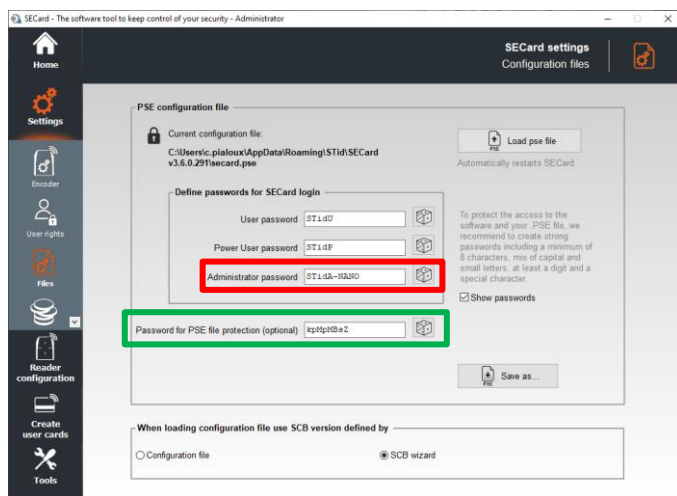 SECard - The software tool to keep control of your security - Administrator
Home
SECard settings
Configuration files
Settings
Encoder
User rights
Files
Reader
configuration
Create
user cards
Tools
PSE configuration file
Current configuration file:
C:\Users\c.pialoux\AppData\Roaming\STid\SECard
v3.6.0.291\secard.pse
PSE
Load pse file
Automatically restarts SECard
Define passwords for SECard login
User password STidU
Power User password STidP
Administrator password STidA-NANO
To protect the access to the
software and your .PSE file, we
recommend to create strong
passwords including a minimum of
8 characters, mix of capital and
small letters, at least a digit and a
special character.
Show passwords
Password for PSE file protection (optional) kpMpMBsZ
PSE
Save as...
When loading configuration file use SCB version defined by
Configuration file
SCB wizard